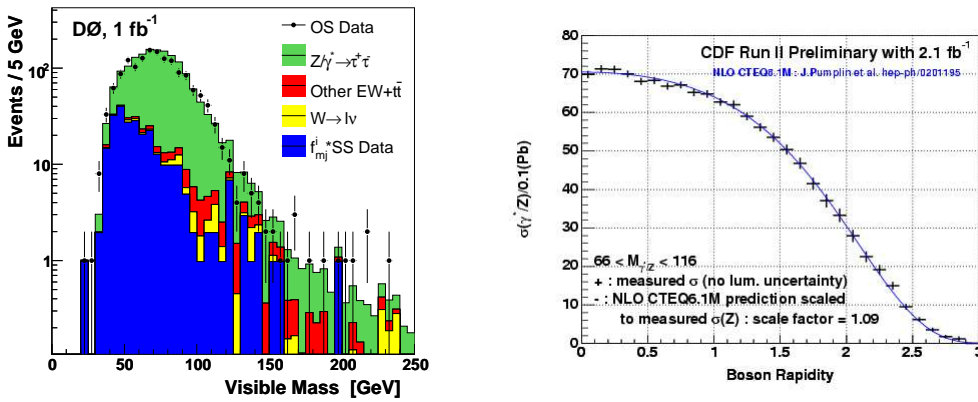 DØ, 1 fb⁻¹
OS Data
Z/γ*→τ⁺τ⁻
Other EW+tt̄
W→lν
fⁱₘⱼ*SS Data
Events / 5 GeV
10²
10
1
0
50
100
150
200
250
Visible Mass [GeV]
CDF Run II Preliminary with 2.1 fb⁻¹
NLO CTEQ6.1M : J.Pumplin et al. hep-ph/0201195
σ(γ*/Z)/0.1(Pb)
80
70
60
50
40
30
20
10
0
66 < M_γ*/Z < 116
+ : measured σ (no lum. uncertainty)
- : NLO CTEQ6.1M prediction scaled
to measured σ(Z) : scale factor = 1.09
0
0.5
1
1.5
2
2.5
3
Boson Rapidity